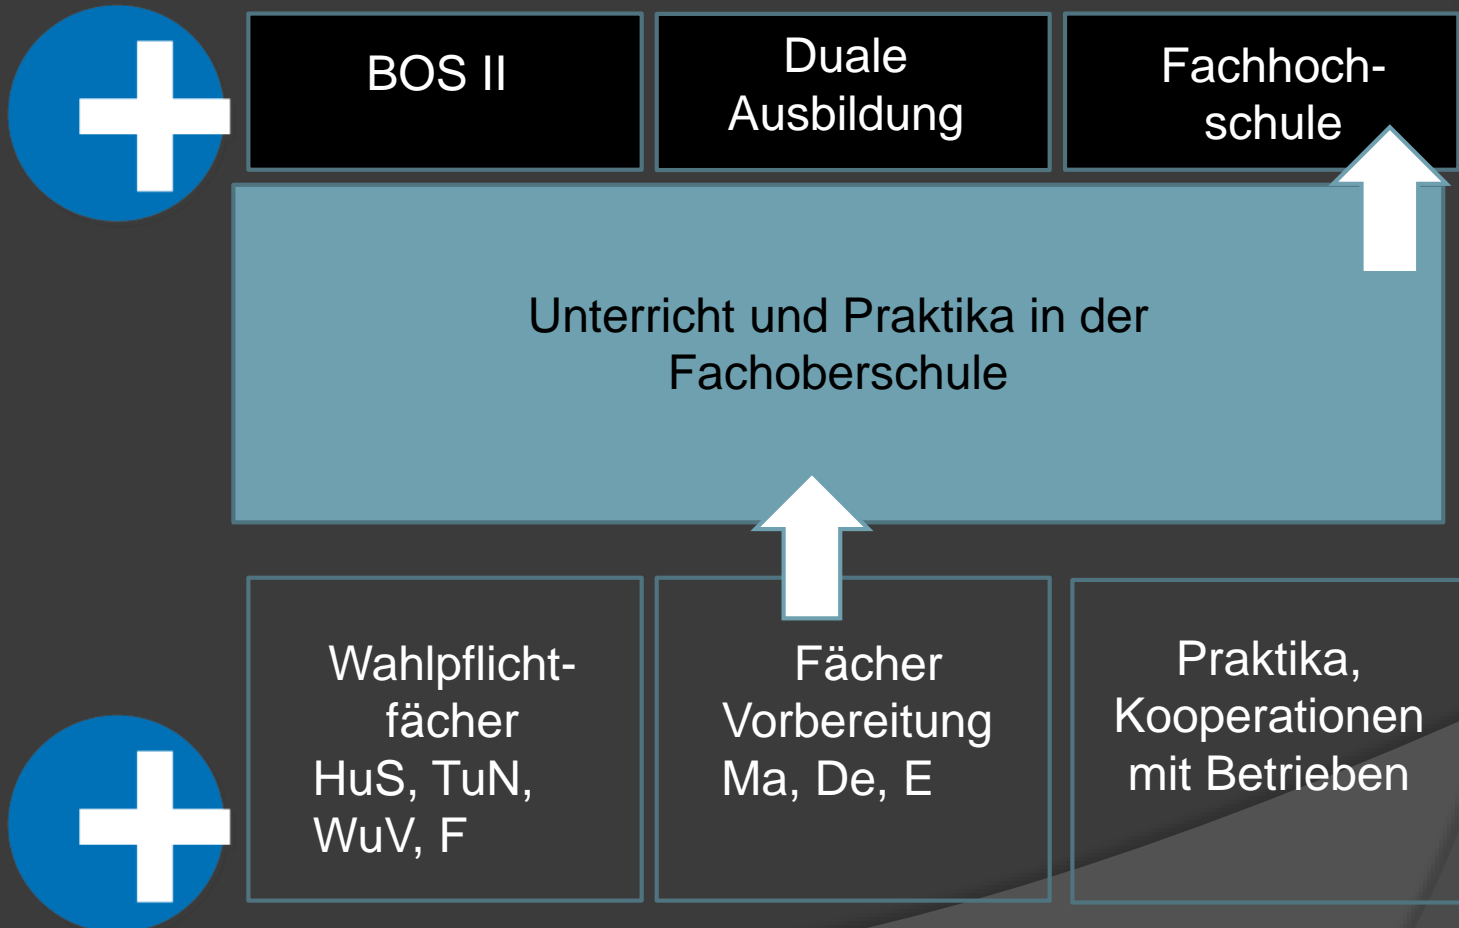 BOS II
Duale
Ausbildung
Fachhoch-
schule
Unterricht und Praktika in der
Fachoberschule
Wahlpflicht-
fächer
HuS, TuN,
WuV, F
Fächer
Vorbereitung
Ma, De, E
Praktika,
Kooperationen
mit Betrieben